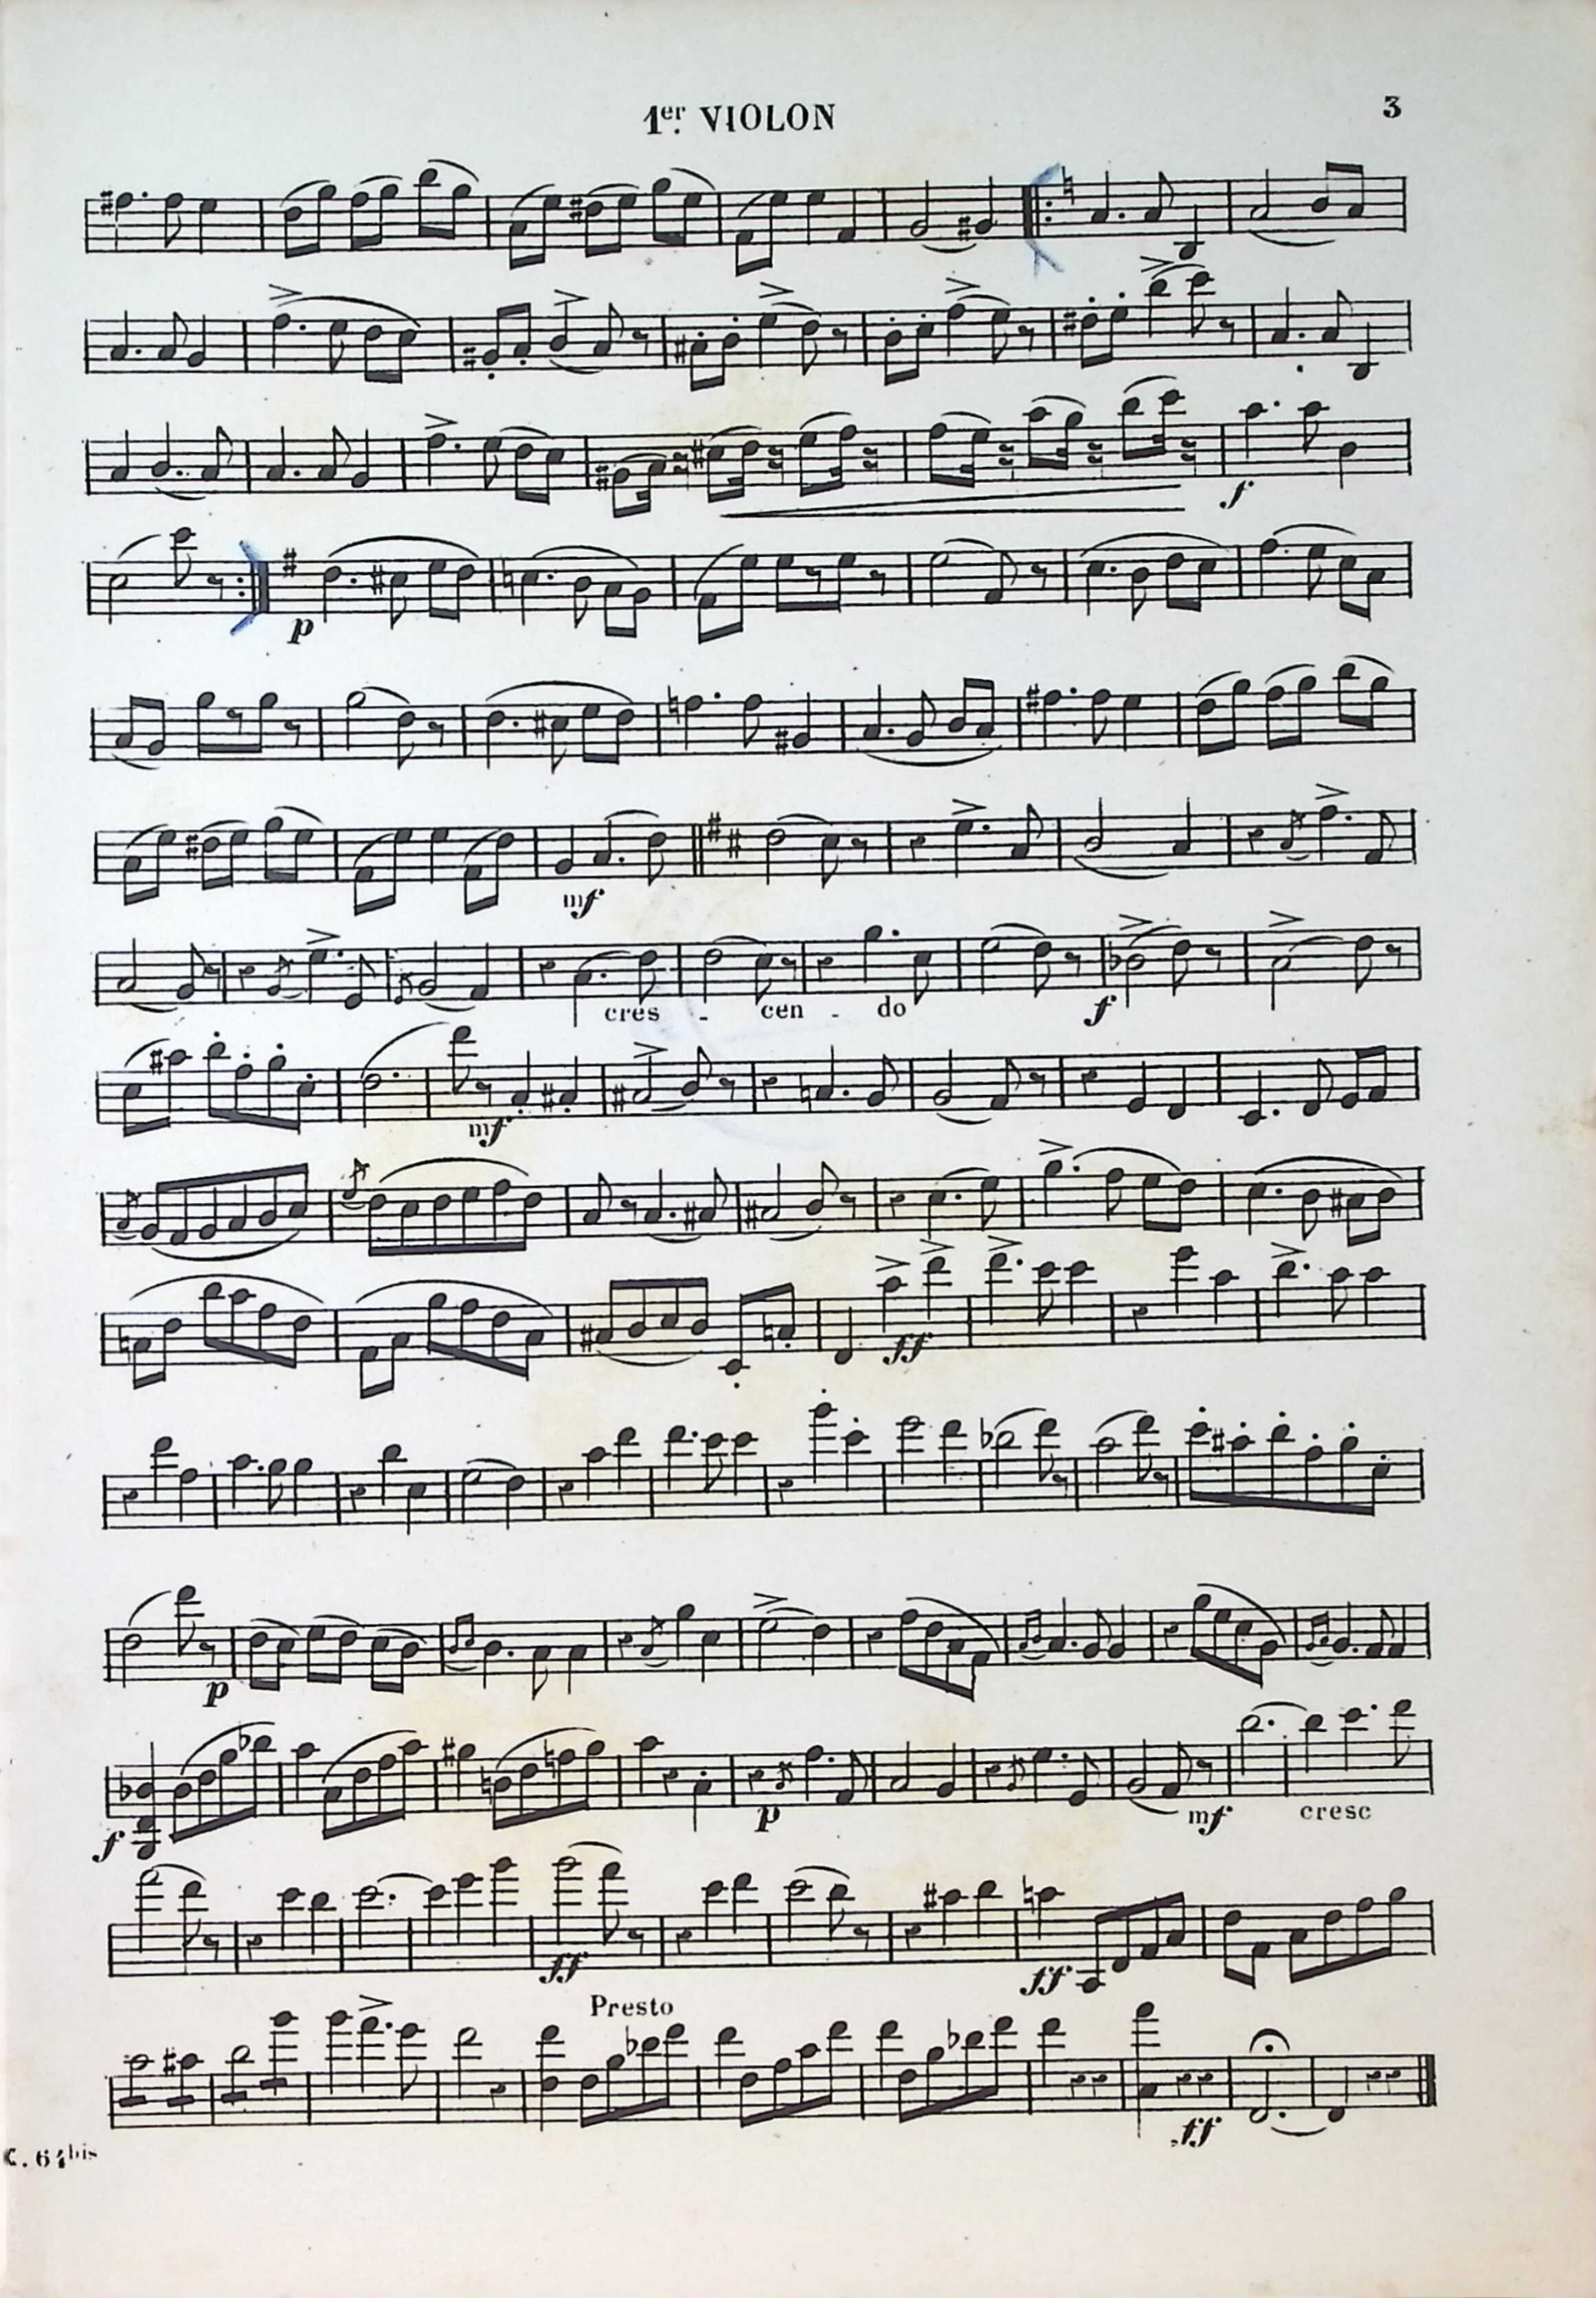 1er. VIOLON
3
f
p
mf
cres - cen - do
f
mf
ff
p
f
p
mf
cresc
ff
ff
Presto
ff
C. 64bis